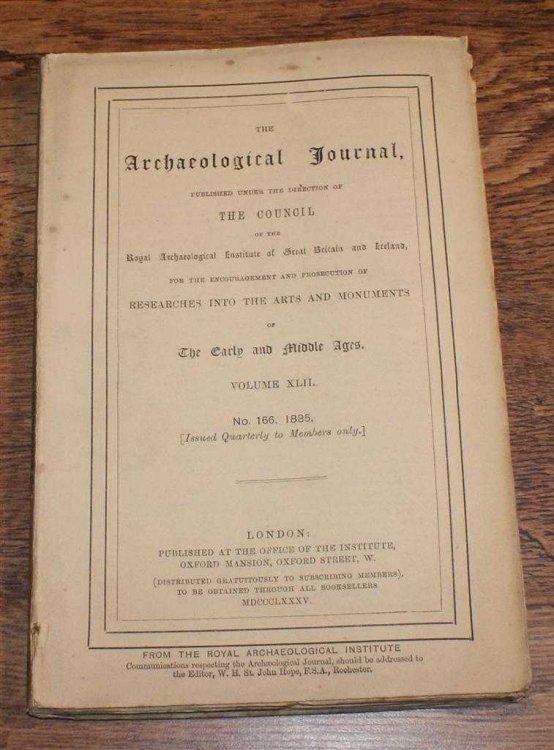 THE
Archaeological Journal,
PUBLISHED UNDER THE DIRECTION OF
THE COUNCIL
OF THE
Royal Archaeological Institute of Great Britain and Ireland,
FOR THE ENCOURAGEMENT AND PROSECUTION OF
RESEARCHES INTO THE ARTS AND MONUMENTS
OF
The Early and Middle Ages.
VOLUME XLII.
No. 166. 1885.
[Issued Quarterly to Members only.]
LONDON:
PUBLISHED AT THE OFFICE OF THE INSTITUTE,
OXFORD MANSION, OXFORD STREET, W.
(DISTRIBUTED GRATUITOUSLY TO SUBSCRIBING MEMBERS).
TO BE OBTAINED THROUGH ALL BOOKSELLERS
MDCCCLXXXV.
FROM THE ROYAL ARCHAEOLOGICAL INSTITUTE
Communications respecting the Archæological Journal, should be addressed to
the Editor, W. H. St. John Hope, F.S.A., Rochester.